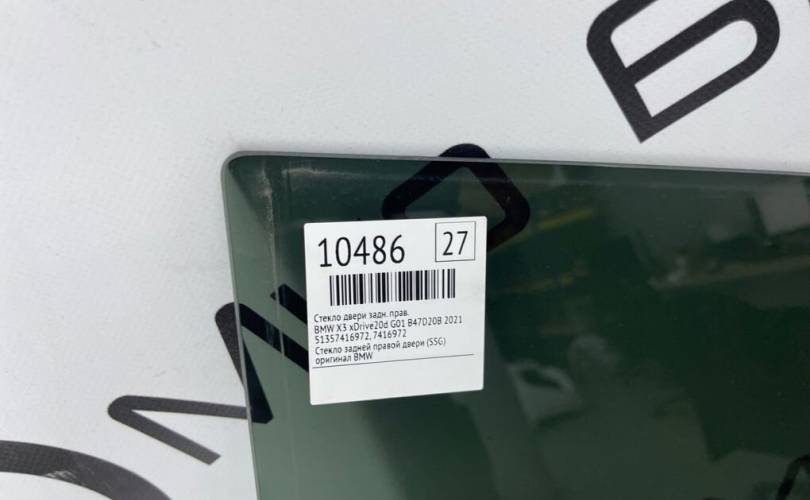 10486 27
Стекло двери задн. прав.
BMW X3 xDrive20d G01 B47D20B 2021
51357416972,7416972
Стекло задней правой двери (SSG)
оригинал BMW